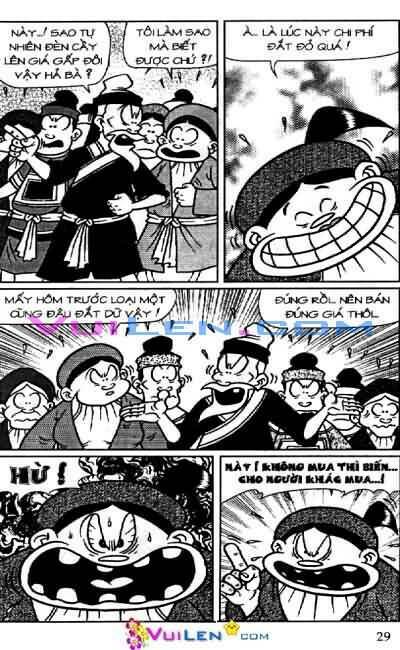 NÀY..! SAO TỰ
NHIÊN ĐÈN CẦY
LÊN GIÁ GẤP ĐÔI
VẬY HẢ BÀ ?
TÔI LÀM SAO
MÀ BIẾT
ĐƯỢC CHỨ ?!
À... LÀ LÚC NÀY CHI PHÍ
ĐẮT ĐỎ QUÁ !
MẤY HÔM TRƯỚC LOẠI MỘT
CŨNG ĐÂU ĐẮT DỮ VẬY !
ĐÚNG RỒI.. NÊN BÁN
ĐÚNG GIÁ THÔI..
VUILEN.COM
HỪ !
NÀY ! KHÔNG MUA THÌ BIẾN...
CHO NGƯỜI KHÁC MUA...!
29
VUILEN.COM